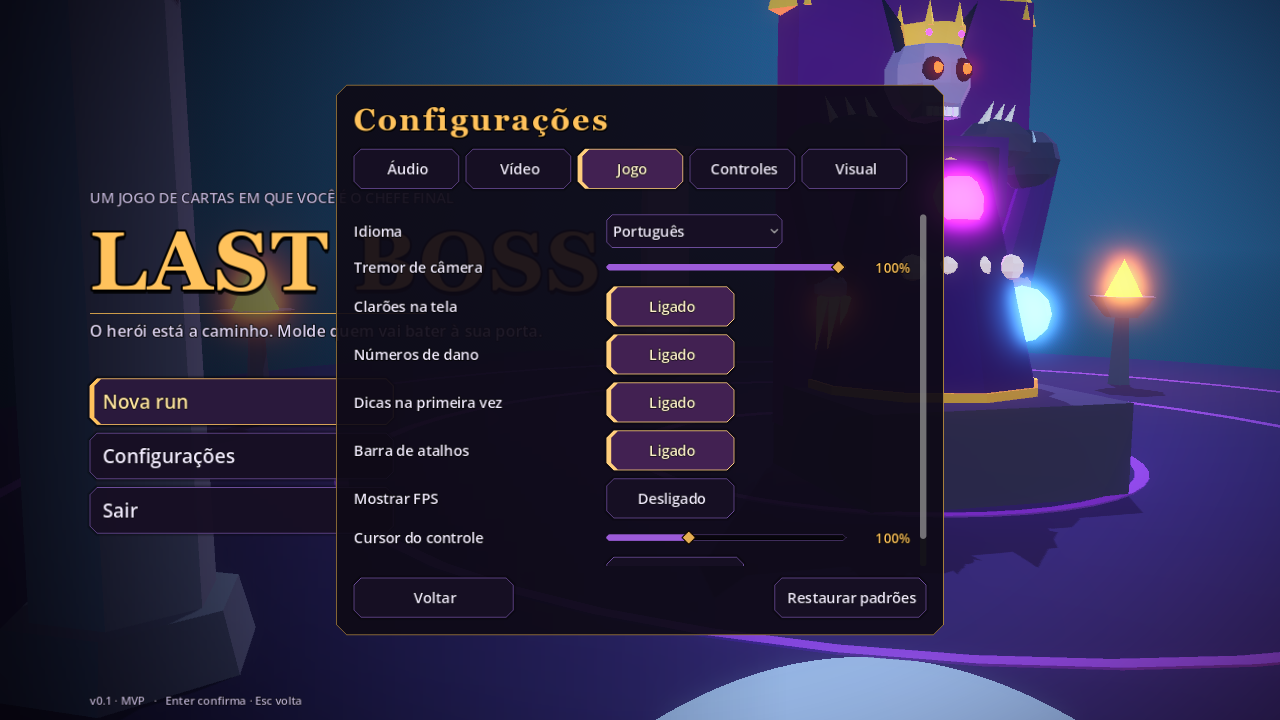 Configurações
Áudio
Vídeo
Jogo
Controles
Visual
UM JOGO DE CARTAS EM QUE VOCÊ É O CHEFE FINAL
LAST BOSS
O herói está a caminho. Molde quem vai bater à sua porta.
Nova run
Configurações
Sair
Idioma
Português
Tremor de câmera
100%
Clarões na tela
Ligado
Números de dano
Ligado
Dicas na primeira vez
Ligado
Barra de atalhos
Ligado
Mostrar FPS
Desligado
Cursor do controle
100%
Voltar
Restaurar padrões
v0.1 · MVP · Enter confirma · Esc volta